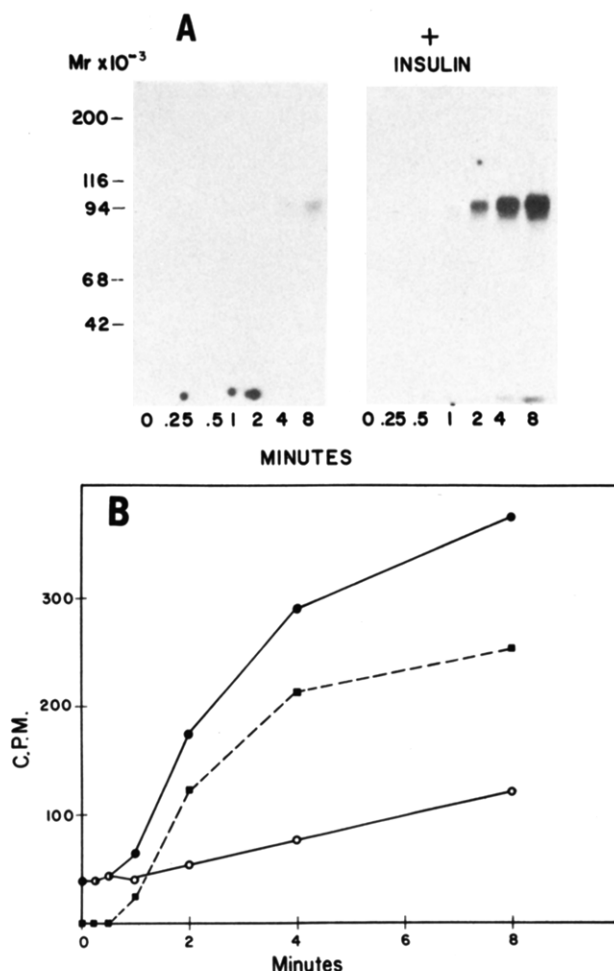 A
+
Mr x10⁻³
INSULIN
200-
116-
94-
68-
42-
0 .25 .5 1 2 4 8
0 0.25 .5 1 2 4 8
MINUTES
B
300
200
100
C.P.M.
0 2 4 6 8
Minutes